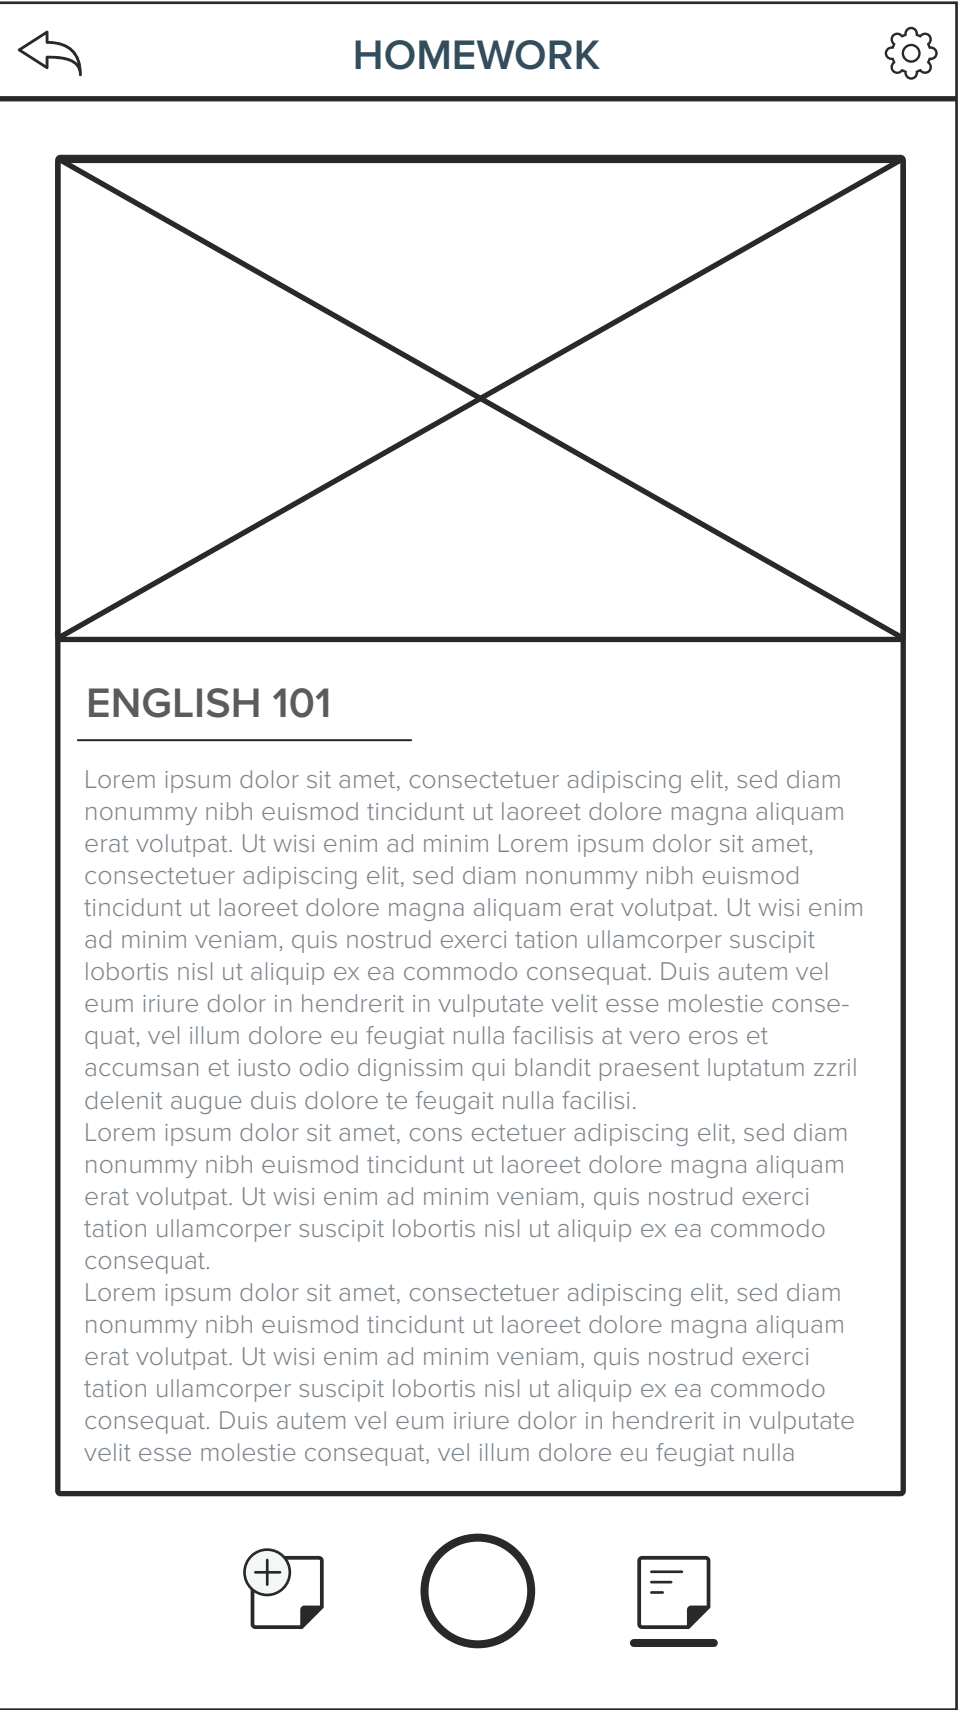 HOMEWORK
ENGLISH 101
Lorem ipsum dolor sit amet, consectetuer adipiscing elit, sed diam
nonummy nibh euismod tincidunt ut laoreet dolore magna aliquam
erat volutpat. Ut wisi enim ad minim Lorem ipsum dolor sit amet,
consectetuer adipiscing elit, sed diam nonummy nibh euismod
tincidunt ut laoreet dolore magna aliquam erat volutpat. Ut wisi enim
ad minim veniam, quis nostrud exerci tation ullamcorper suscipit
lobortis nisl ut aliquip ex ea commodo consequat. Duis autem vel
eum iriure dolor in hendrerit in vulputate velit esse molestie conse-
quat, vel illum dolore eu feugiat nulla facilisis at vero eros et
accumsan et iusto odio dignissim qui blandit praesent luptatum zzril
delenit augue duis dolore te feugait nulla facilisi.
Lorem ipsum dolor sit amet, cons ectetuer adipiscing elit, sed diam
nonummy nibh euismod tincidunt ut laoreet dolore magna aliquam
erat volutpat. Ut wisi enim ad minim veniam, quis nostrud exerci
tation ullamcorper suscipit lobortis nisl ut aliquip ex ea commodo
consequat.
Lorem ipsum dolor sit amet, consectetuer adipiscing elit, sed diam
nonummy nibh euismod tincidunt ut laoreet dolore magna aliquam
erat volutpat. Ut wisi enim ad minim veniam, quis nostrud exerci
tation ullamcorper suscipit lobortis nisl ut aliquip ex ea commodo
consequat. Duis autem vel eum iriure dolor in hendrerit in vulputate
velit esse molestie consequat, vel illum dolore eu feugiat nulla